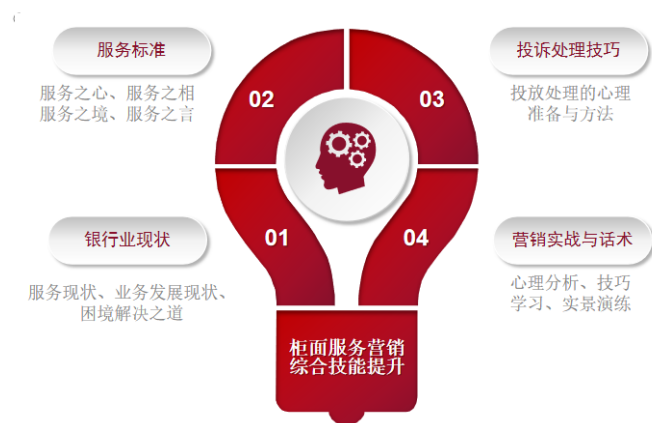 服务标准
服务之心、服务之相
服务之境、服务之言
02
03
投诉处理技巧
投放处理的心理
准备与方法
银行业现状
服务现状、业务发展现状、
困境解决之道
01
04
营销实战与话术
心理分析、技巧
学习、实景演练
柜面服务营销
综合技能提升